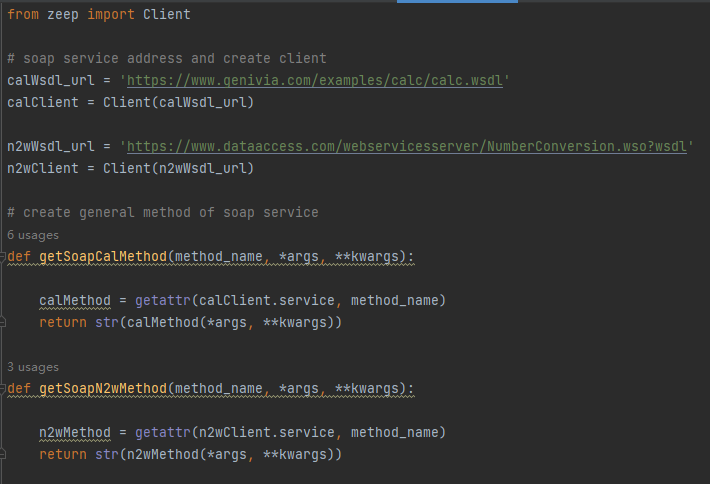 from zeep import Client
# soap service address and create client
calWsdl_url = 'https://www.genivia.com/examples/calc/calc.wsdl'
calClient = Client(calWsdl_url)
n2wWsdl_url = 'https://www.dataaccess.com/webservicesserver/NumberConversion.wso?wsdl'
n2wClient = Client(n2wWsdl_url)
# create general method of soap service
6 usages
def getSoapCalMethod(method_name, *args, **kwargs):
calMethod = getattr(calClient.service, method_name)
return str(calMethod(*args, **kwargs))
3 usages
def getSoapN2wMethod(method_name, *args, **kwargs):
n2wMethod = getattr(n2wClient.service, method_name)
return str(n2wMethod(*args, **kwargs))